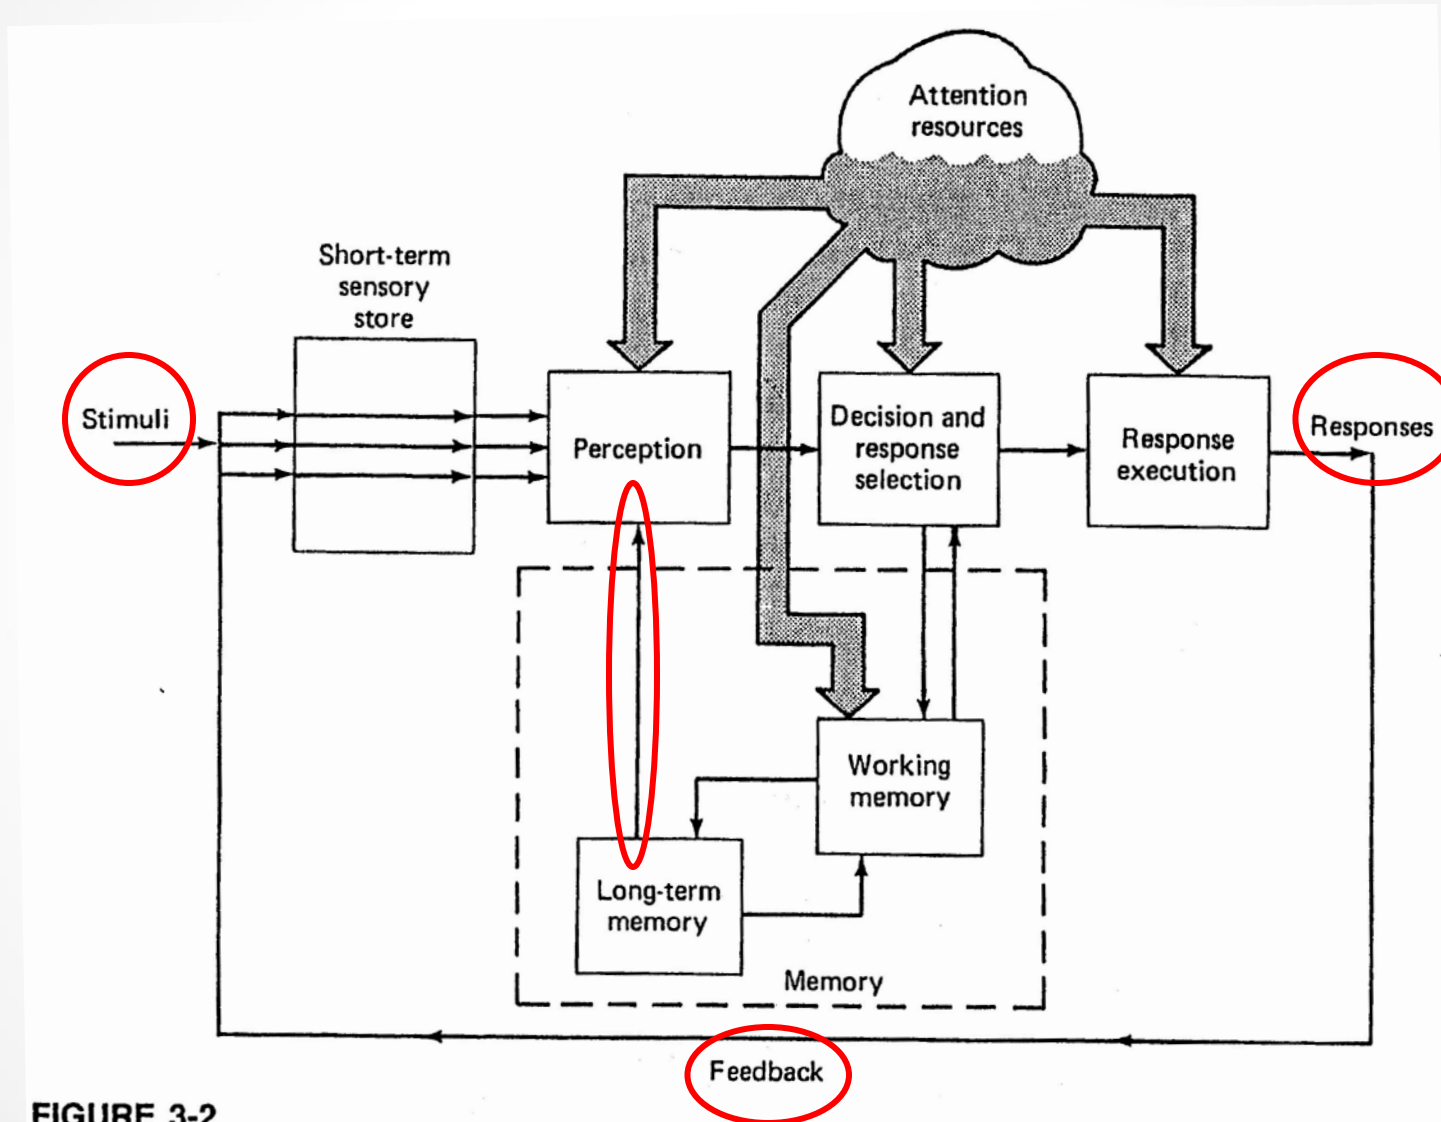 Attention
resources
Short-term
sensory
store
Stimuli
Perception
Decision and
response
selection
Response
execution
Responses
Working
memory
Long-term
memory
Memory
Feedback
FIGURE 3-2